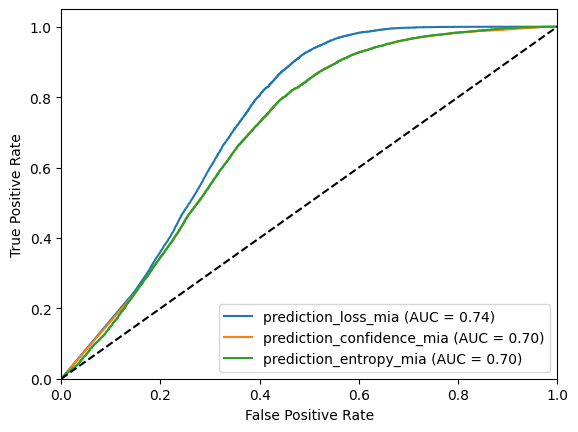 1.0
0.8
0.6
0.4
0.2
0.0
True Positive Rate
prediction_loss_mia (AUC = 0.74)
prediction_confidence_mia (AUC = 0.70)
prediction_entropy_mia (AUC = 0.70)
0.0 0.2 0.4 0.6 0.8 1.0
False Positive Rate